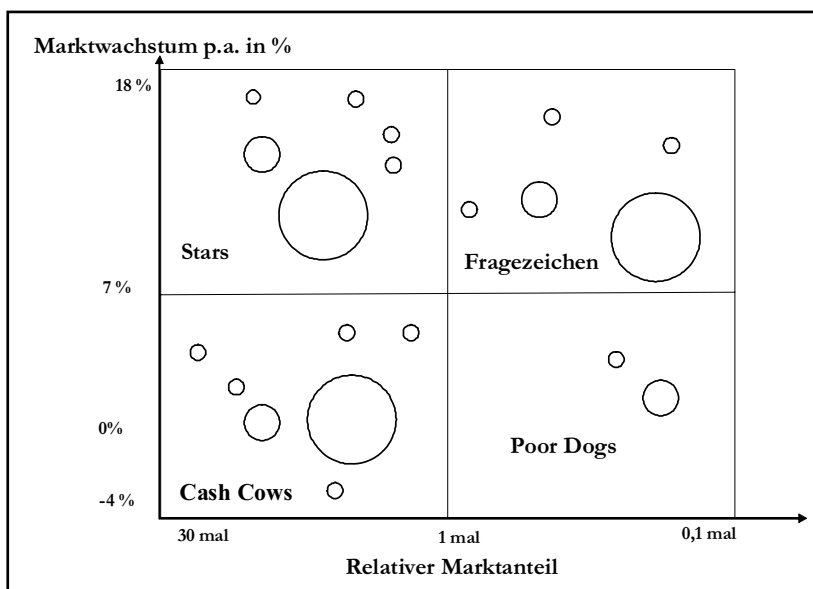 Marktwachstum p.a. in %
18 %
Stars
Fragezeichen
7 %
0%
Poor Dogs
Cash Cows
-4 %
30 mal
1 mal
0,1 mal
Relativer Marktanteil